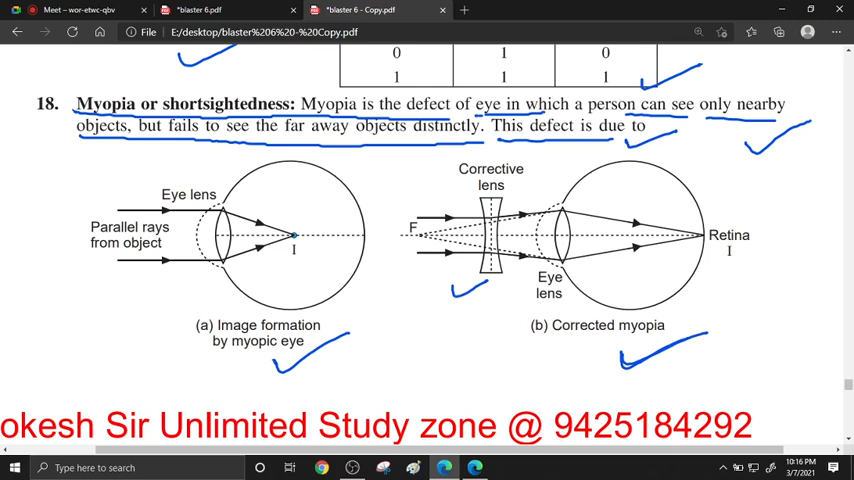 Meet – wor-etwc-qbv
*blaster 6.pdf
*blaster 6 - Copy.pdf
File
E:/desktop/blaster%206%20-%20Copy.pdf
0 1 0
1 1 1
18. Myopia or shortsightedness: Myopia is the defect of eye in which a person can see only nearby
objects, but fails to see the far away objects distinctly. This defect is due to
Corrective
lens
Eye lens
Parallel rays
from object
I
F
Retina
I
Eye
lens
(a) Image formation
by myopic eye
(b) Corrected myopia
okesh Sir Unlimited Study zone @ 9425184292
Type here to search
10:16 PM
3/7/2021